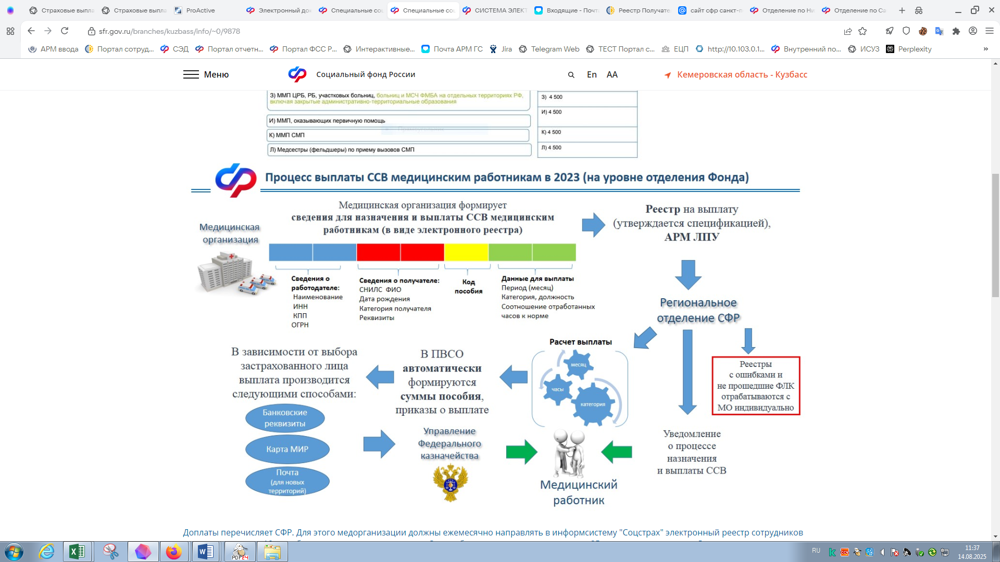 Страховые выпла
Страховые выпла
ProActive
Электронный док
Специальные соц
Специальные соц
СИСТЕМА ЭЛЕКТ
Входящие - Почта
Реестр Получате
сайт сфр санкт-п
Отделение по Ни
Отделение по Са
sfr.gov.ru/branches/kuzbass/info/~0/9878
АРМ ввода
Портал сотруд...
СЭД
Портал отчетн...
Портал ФСС Р...
Интерактивные...
Почта АРМ ГС
Jira
Telegram Web
ТЕСТ Портал с...
ЕЦП
http://10.103.0.1...
Внутренний по...
ИСУЗ
Perplexity
»
Меню
Социальный фонд России
En
AA
Кемеровская область - Кузбасс
З) ММП ЦРБ, РБ, участковых больниц, больниц и МСЧ ФМБА на отдельных территориях РФ,
включая закрытые административно-территориальные образования
З) 4 500
И) ММП, оказывающих первичную помощь
И) 4 500
К) ММП СМП
К) 4 500
Л) Медсестры (фельдшеры) по приему вызовов СМП
Л) 4 500
Процесс выплаты ССВ медицинским работникам в 2023 (на уровне отделения Фонда)
Медицинская
организация
Медицинская организация формирует
сведения для назначения и выплаты ССВ медицинским
работникам (в виде электронного реестра)
Реестр на выплату
(утверждается спецификацией),
АРМ ЛПУ
Сведения о
работодателе:
Наименование
ИНН
КПП
ОГРН
Сведения о получателе:
СНИЛС ФИО
Дата рождения
Категория получателя
Реквизиты
Код
пособия
Данные для выплаты
Период (месяц)
Категория, должность
Соотношение отработанных
часов к норме
Региональное
отделение СФР
Расчет выплаты
месяц
часы
категория
Реестры
с ошибками и
не прошедшие ФЛК
отрабатываются с
МО индивидуально
В ПВСО
автоматически
формируются
суммы пособия,
приказы о выплате
В зависимости от выбора
застрахованного лица
выплата производится
следующими способами:
Банковские
реквизиты
Карта МИР
Почта
(для новых
территорий)
Управление
Федерального
казначейства
Медицинский
работник
Уведомление
о процессе
назначения
и выплаты ССВ
Доплаты перечисляет СФР. Для этого медорганизации должны ежемесячно направлять в информсистему "Соцстрах" электронный реестр сотрудников
PDF24
RU
11:37
14.08.2025